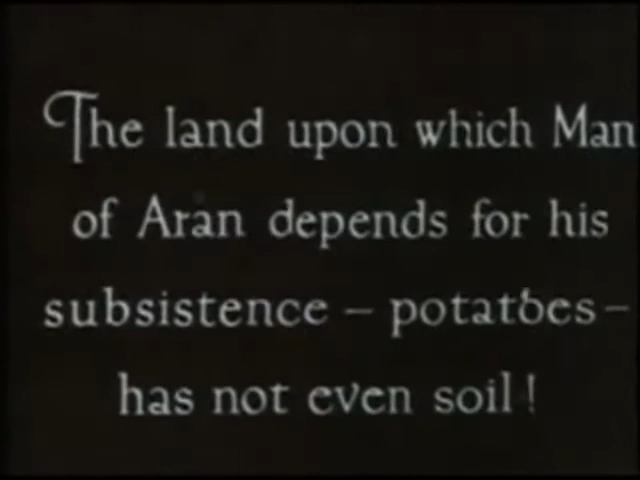 The land upon which Man
of Aran depends for his
subsistence – potatoes –
has not even soil!